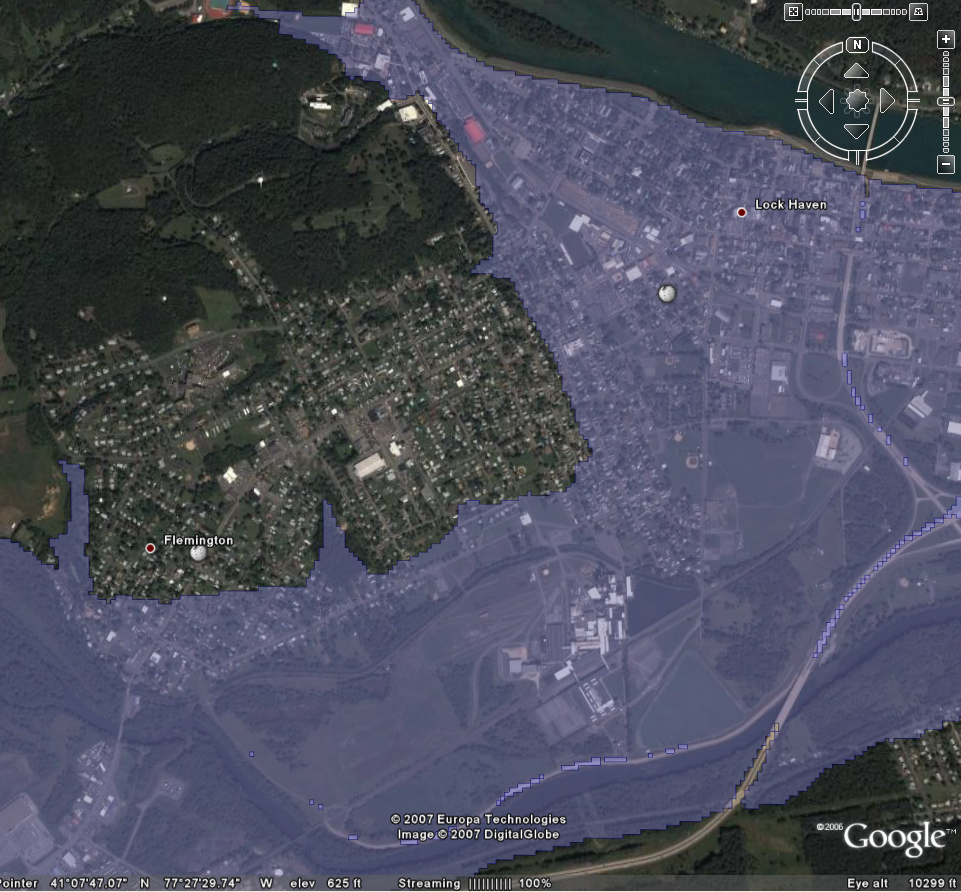 N
Lock Haven
Flemington
© 2007 Europa Technologies
Image © 2007 DigitalGlobe
©2006 Google™
Pointer 41°07'47.07" N 77°27'29.74" W elev 625 ft Streaming |||||||||| 100% Eye alt 10299 ft